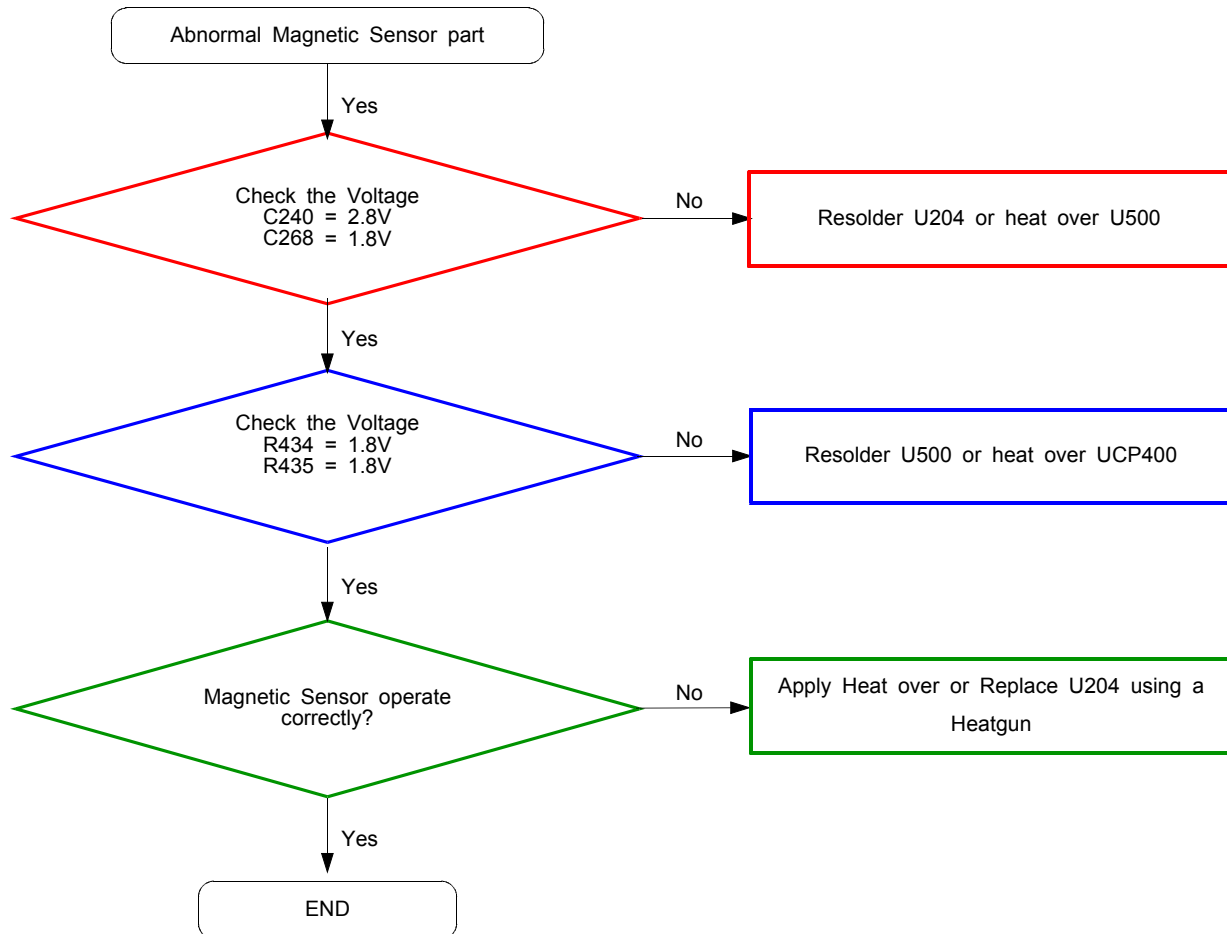 Abnormal Magnetic Sensor part
Yes
Check the Voltage
C240 = 2.8V
C268 = 1.8V
No
Resolder U204 or heat over U500
Yes
Check the Voltage
R434 = 1.8V
R435 = 1.8V
No
Resolder U500 or heat over UCP400
Yes
Magnetic Sensor operate
correctly?
No
Apply Heat over or Replace U204 using a
Heatgun
Yes
END